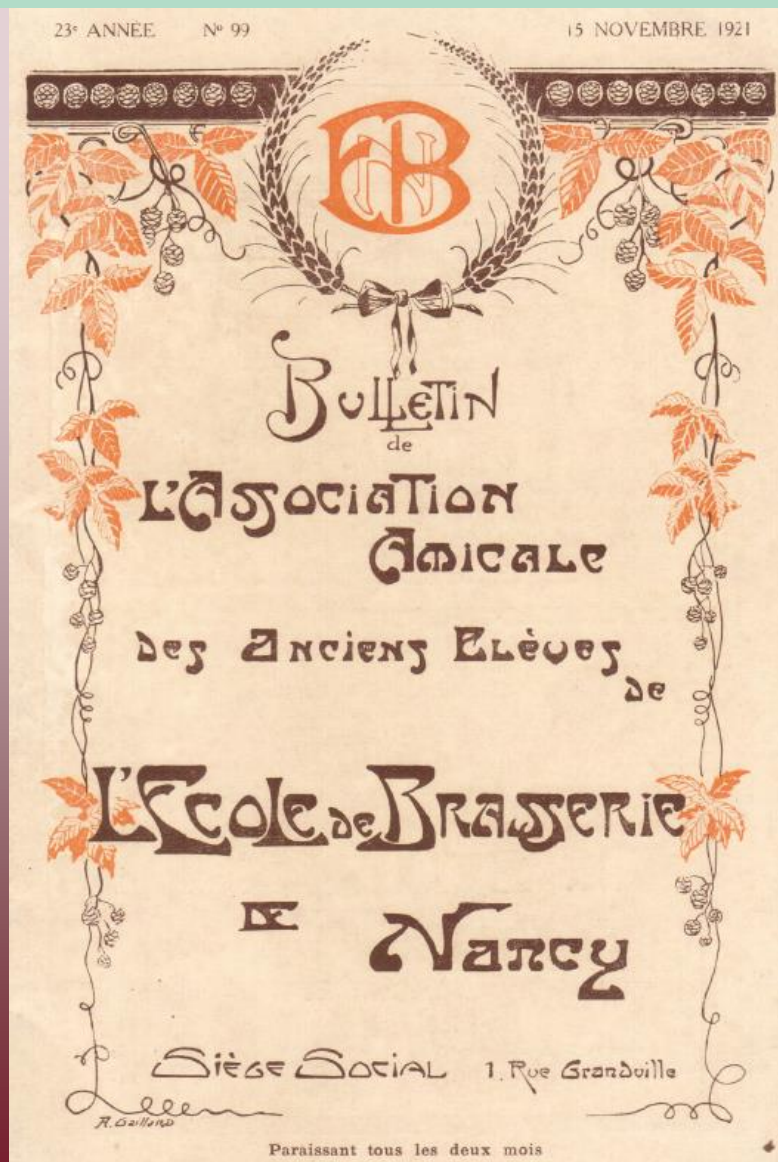 23e ANNÉE No 99 15 NOVEMBRE 1921
EBN
Bulletin
de
L'Association
Amicale
des Anciens Elèves
de
L'Ecole de Brasserie
de
Nancy
Siège Social 1, Rue Grandville
A. Gaillard
Paraissant tous les deux mois